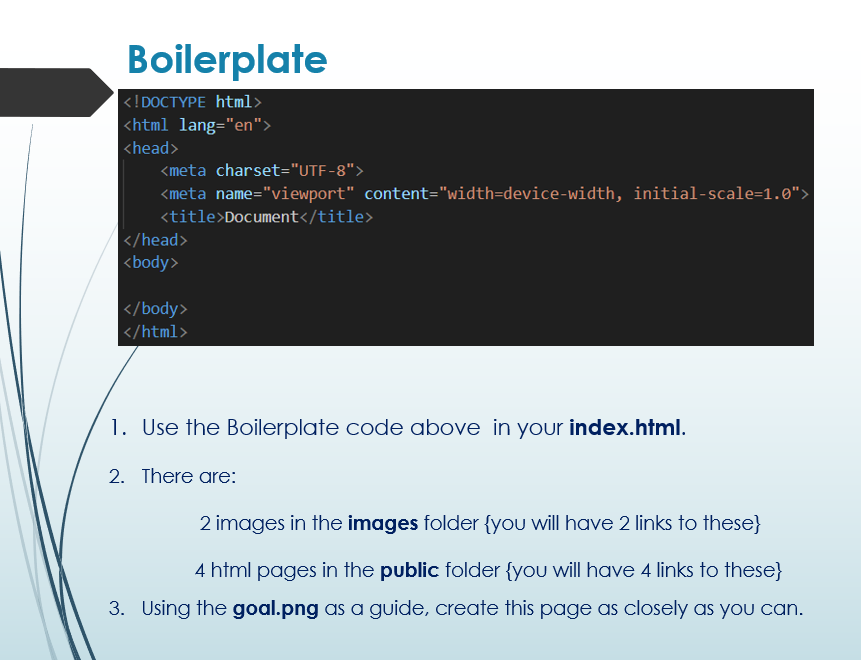 Boilerplate
<!DOCTYPE html>
<html lang="en">
<head>
    <meta charset="UTF-8">
    <meta name="viewport" content="width=device-width, initial-scale=1.0">
    <title>Document</title>
</head>
<body>

</body>
</html>
1. Use the Boilerplate code above in your index.html.
2. There are:
2 images in the images folder {you will have 2 links to these}
4 html pages in the public folder {you will have 4 links to these}
3. Using the goal.png as a guide, create this page as closely as you can.